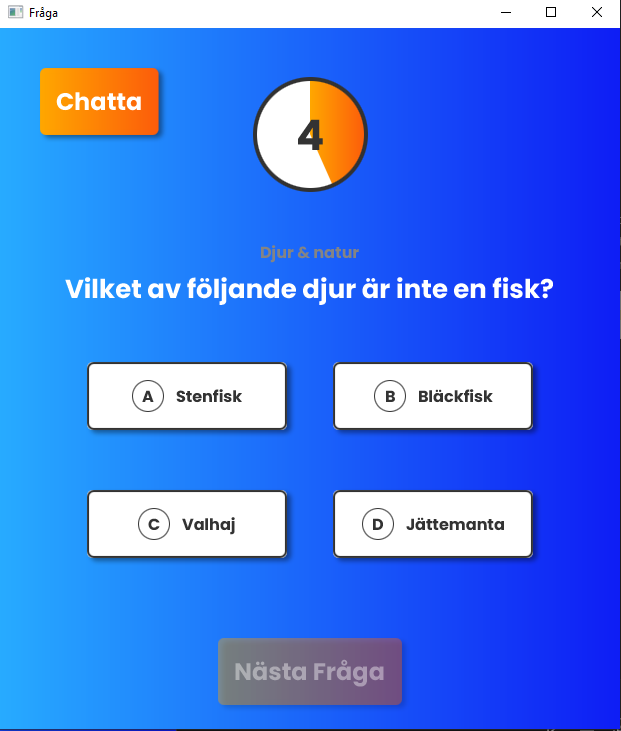 Fråga
Chatta
4
Djur & natur
Vilket av följande djur är inte en fisk?
A Stenfisk
B Bläckfisk
C Valhaj
D Jättemanta
Nästa Fråga